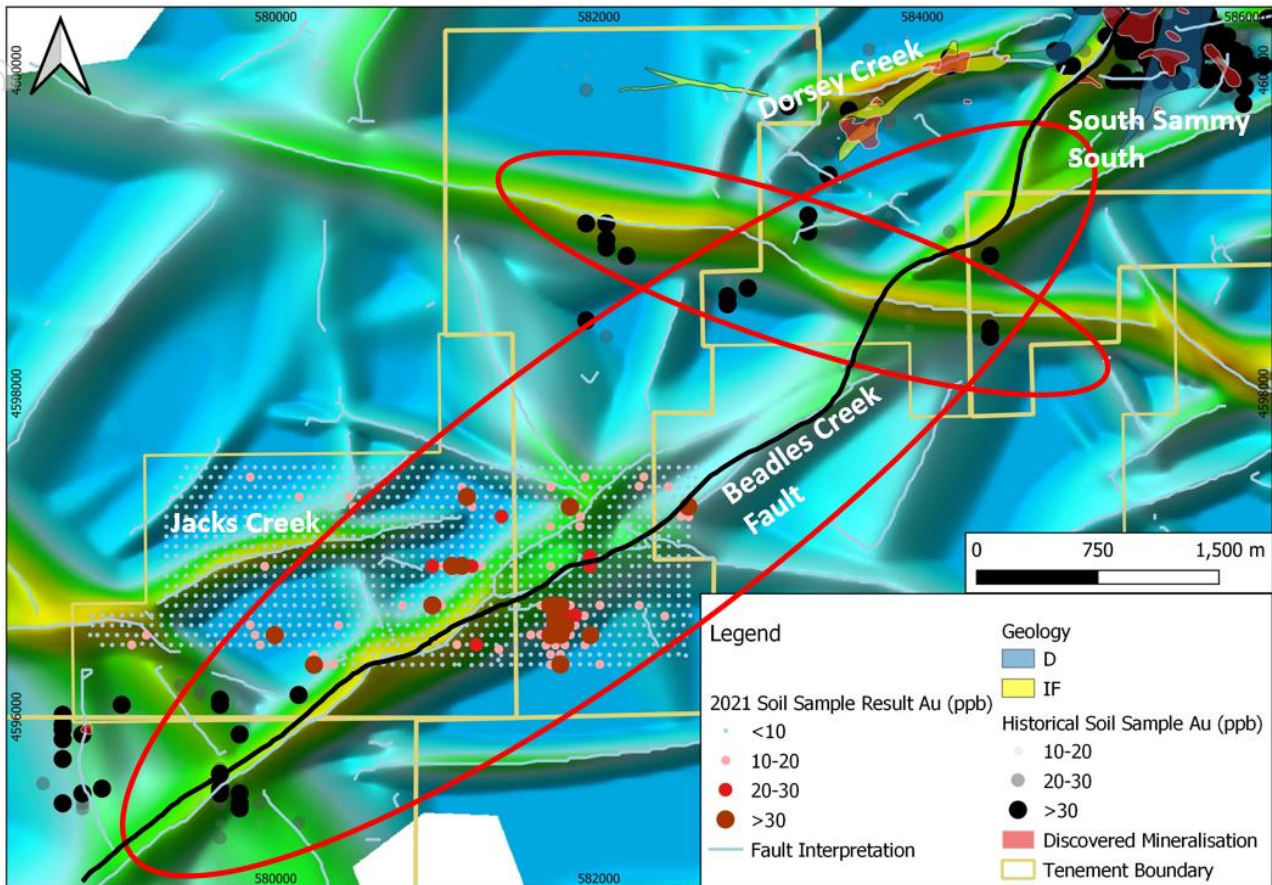 580000
582000
584000
586000
4600000
460000
Dorsey Creek
South Sammy
South
4598000
4598000
Beadles Creek
Fault
Jacks Creek
0 750 1,500 m
4596000
Legend
2021 Soil Sample Result Au (ppb)
<10
10-20
20-30
>30
Fault Interpretation
Geology
D
IF
Historical Soil Sample Au (ppb)
10-20
20-30
>30
Discovered Mineralisation
Tenement Boundary
580000
582000